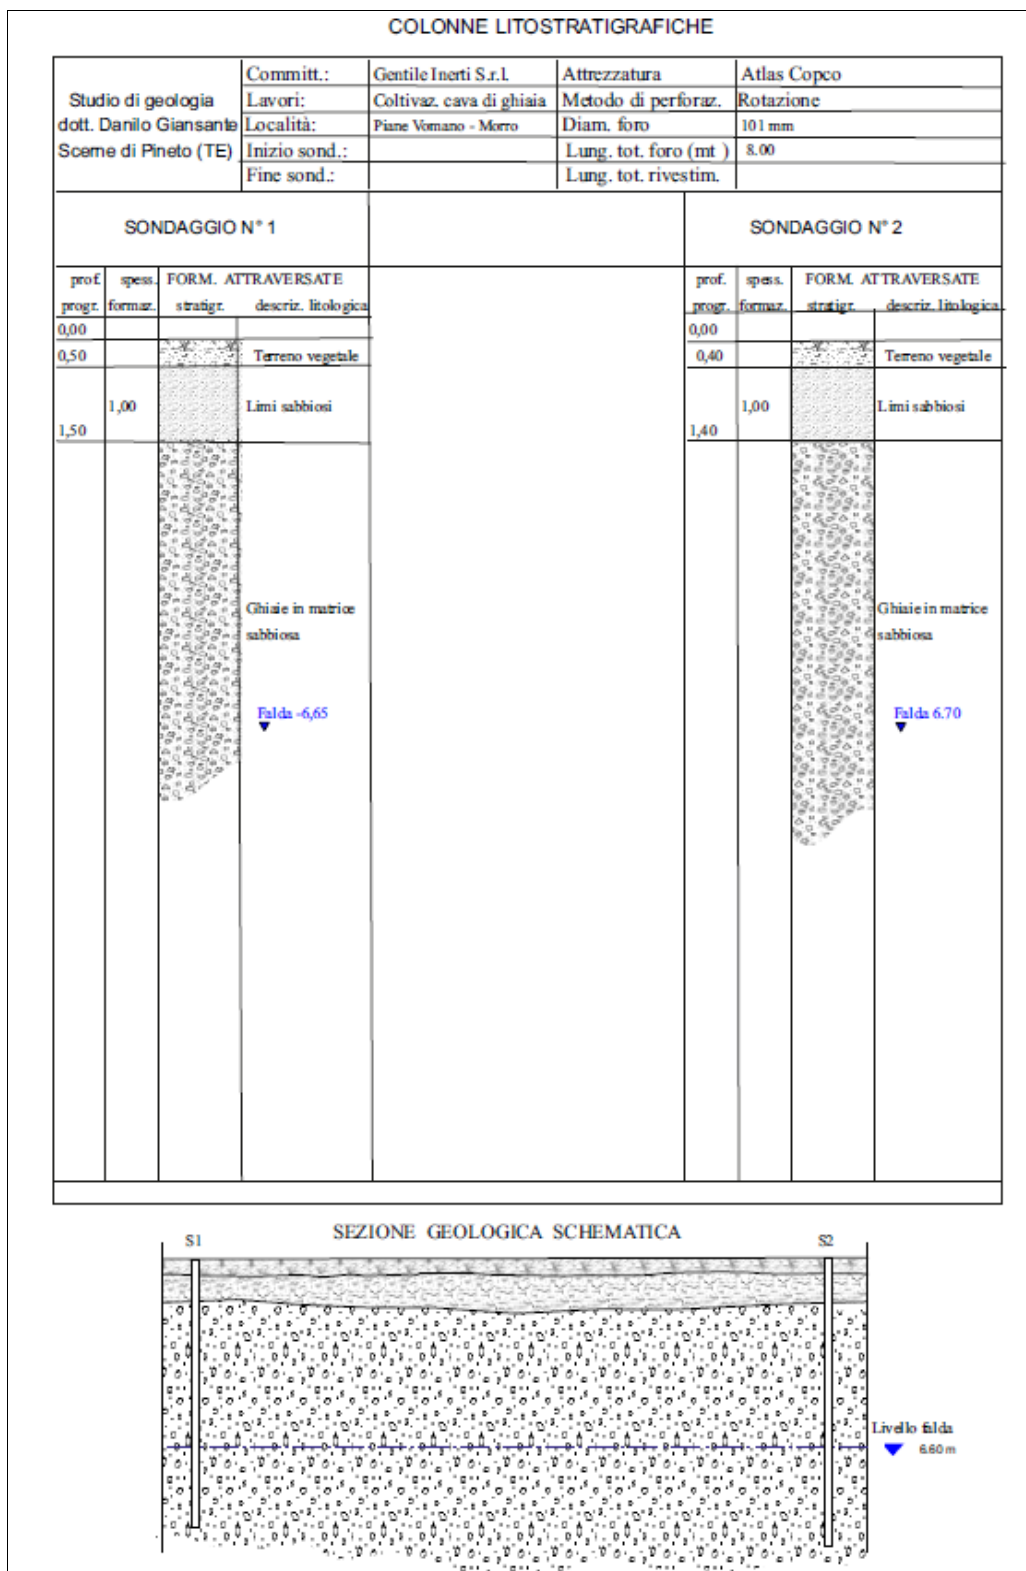 COLONNE LITOSTRATIGRAFICHE
Studio di geologia
dott. Danilo Giansante
Scerne di Pineto (TE)
Committ.: Gentile Inerti S.r.l. Attrezzatura Atlas Copco
Lavori: Coltivaz. cava di ghiaia Metodo di perforaz. Rotazione
Località: Piane Vomano - Morro Diam. foro 101 mm
Inizio sond.: Lung. tot. foro (mt ) 8.00
Fine sond.: Lung. tot. rivestim.
SONDAGGIO N° 1
prof. spess. FORM. ATTRAVERSATE
progr. formaz. stratigr. descriz. litologica
0,00
0,50 Terreno vegetale
1,00 Limi sabbiosi
1,50
Ghiaie in matrice
sabbiosa
Falda -6,65
SONDAGGIO N° 2
prof. spess. FORM. ATTRAVERSATE
progr. formaz. stratigr. descriz. litologica
0,00
0,40 Terreno vegetale
1,00 Limi sabbiosi
1,40
Ghiaie in matrice
sabbiosa
Falda 6.70
SEZIONE GEOLOGICA SCHEMATICA
S1 S2
Livello falda
6.60 m